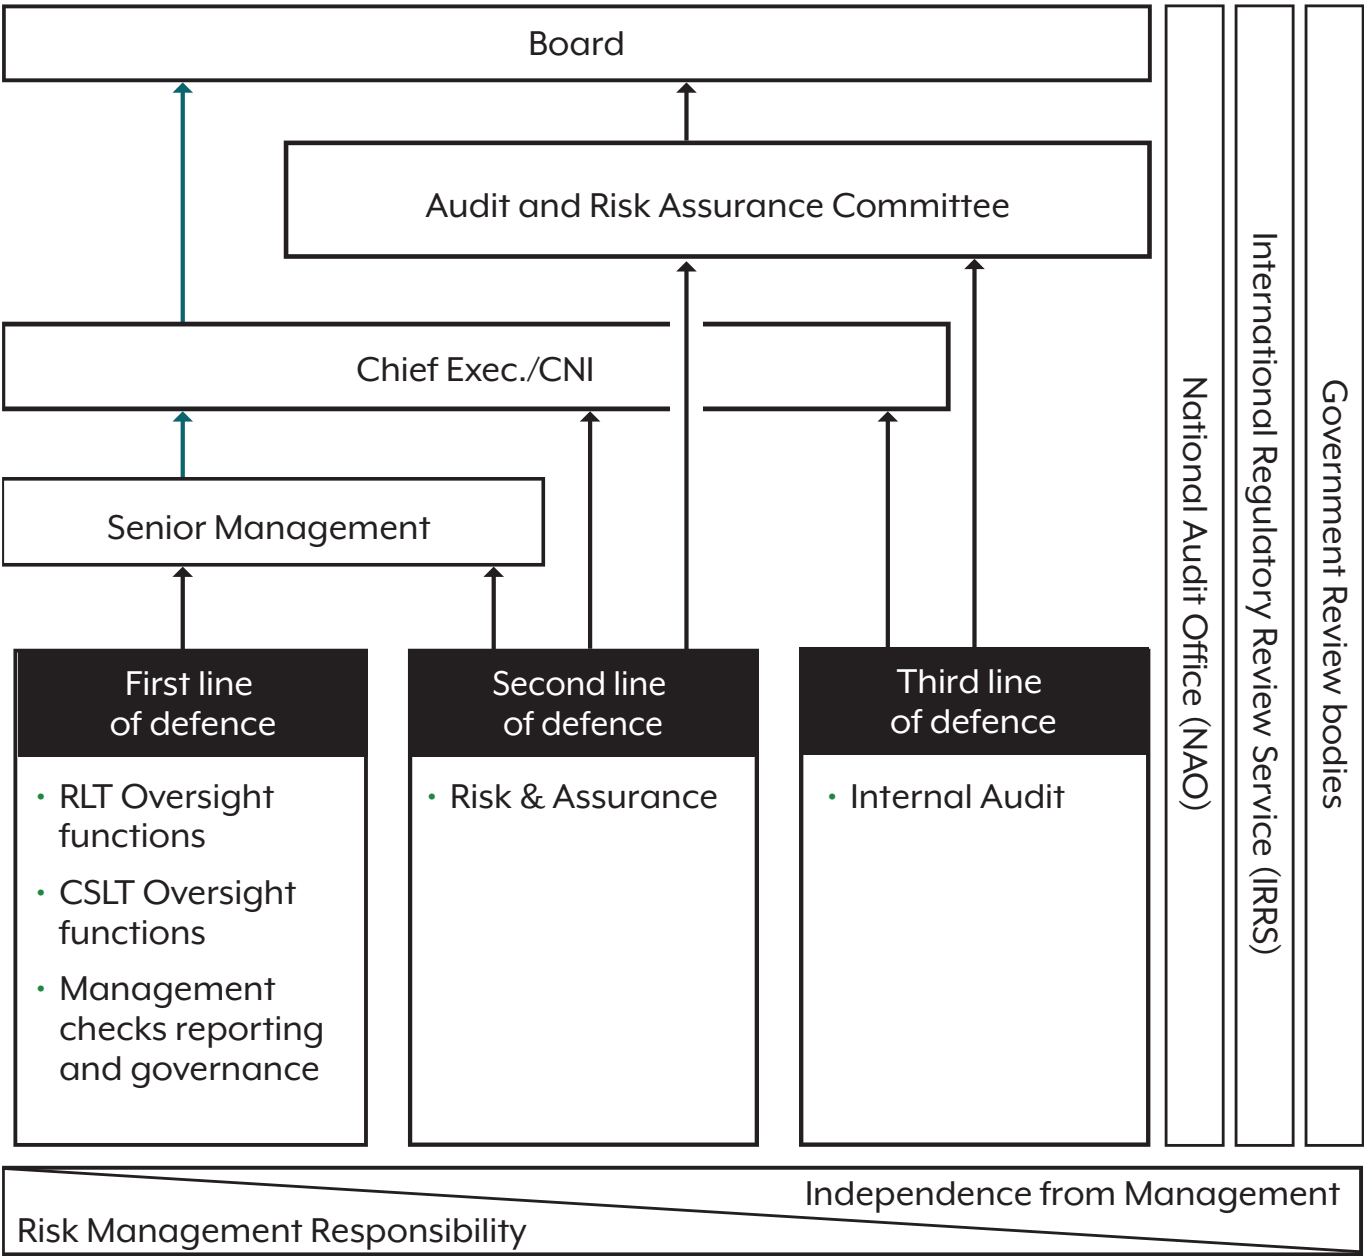 Board
Audit and Risk Assurance Committee
Chief Exec./CNI
Senior Management
First line
of defence
• RLT Oversight
functions
• CSLT Oversight
functions
• Management
checks reporting
and governance
Second line
of defence
• Risk & Assurance
Third line
of defence
• Internal Audit
National Audit Office (NAO)
International Regulatory Review Service (IRRS)
Government Review bodies
Independence from Management
Risk Management Responsibility